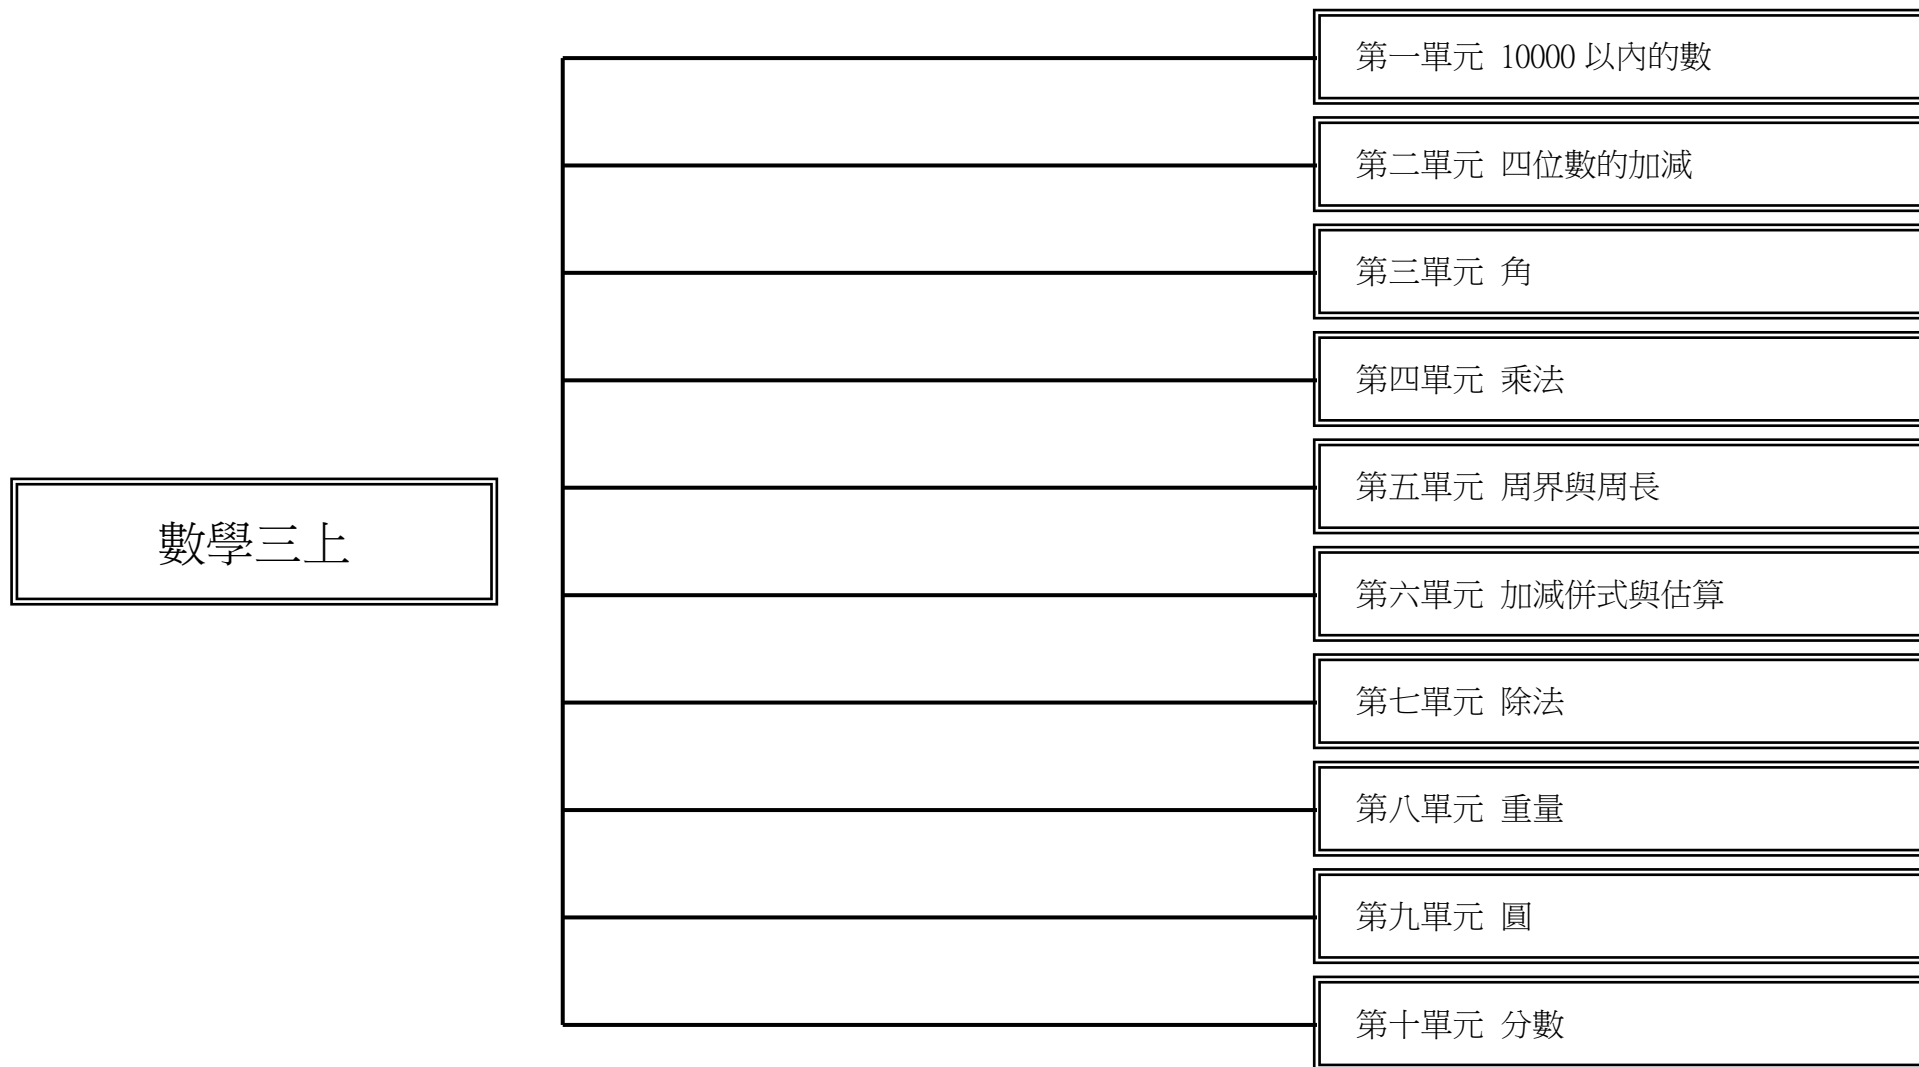 第一單元 10000 以內的數
第二單元 四位數的加減
第三單元 角
第四單元 乘法
第五單元 周界與周長
數學三上
第六單元 加減併式與估算
第七單元 除法
第八單元 重量
第九單元 圓
第十單元 分數